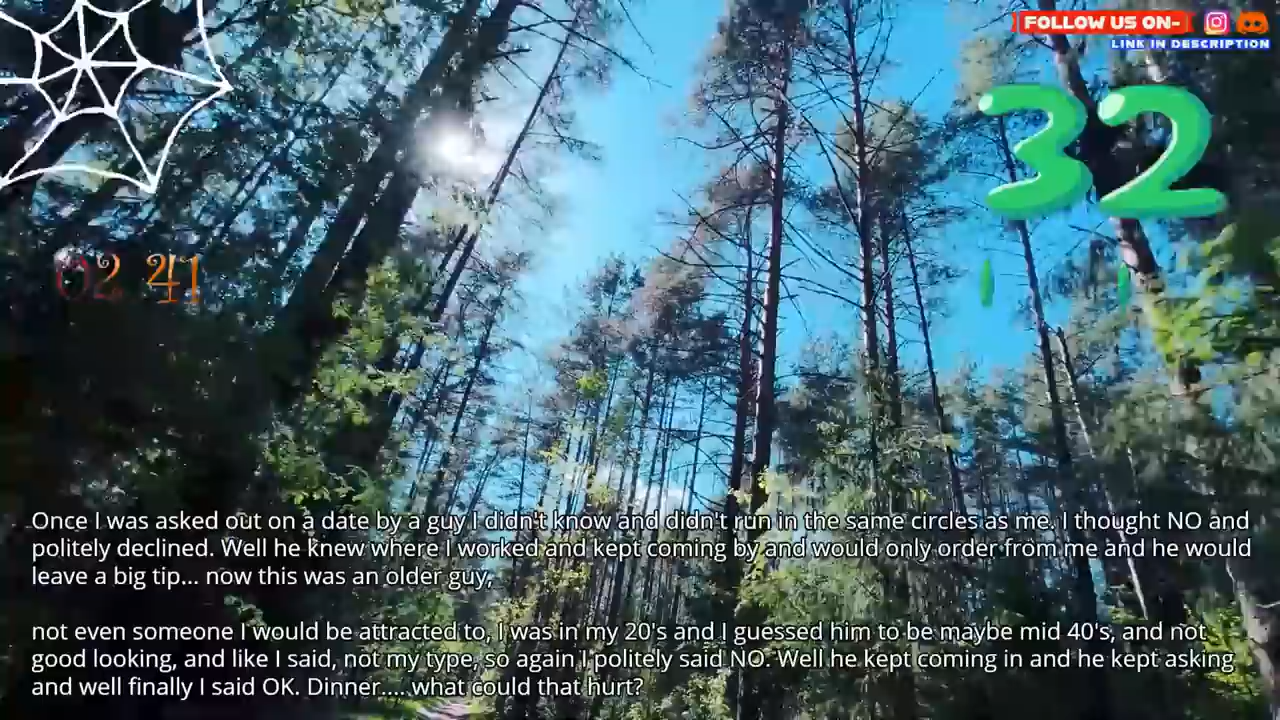 FOLLOW US ON-
LINK IN DESCRIPTION
32
02 41
Once I was asked out on a date by a guy I didn't know and didn't run in the same circles as me. I thought NO and
politely declined. Well he knew where I worked and kept coming by and would only order from me and he would
leave a big tip... now this was an older guy,
not even someone I would be attracted to, I was in my 20's and I guessed him to be maybe mid 40's, and not
good looking, and like I said, not my type, so again I politely said NO. Well he kept coming in and he kept asking
and well finally I said OK. Dinner.....what could that hurt?